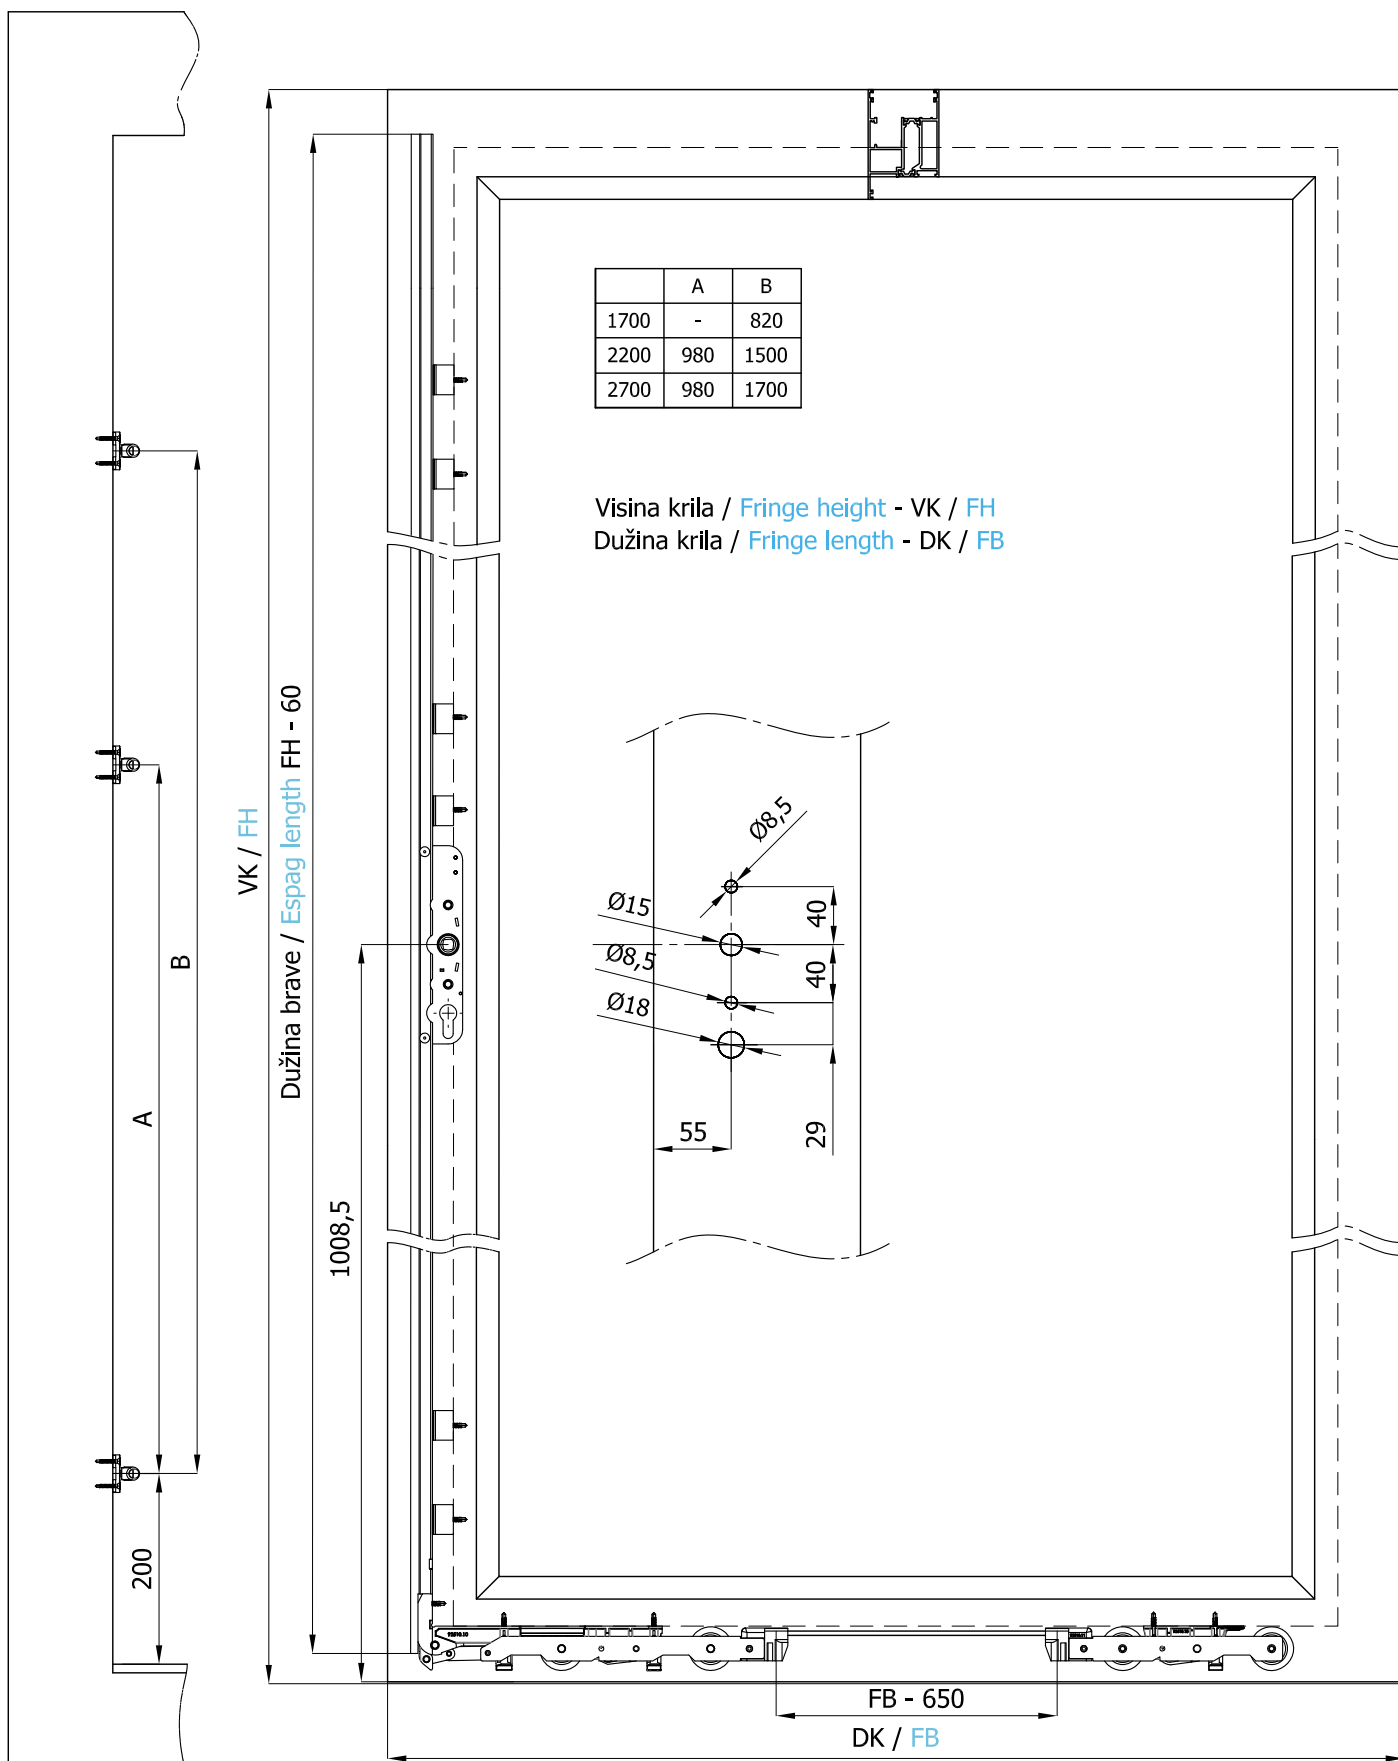 A B
1700 - 820
2200 980 1500
2700 980 1700
Visina krila / Fringe height - VK / FH
Dužina krila / Fringe length - DK / FB
VK / FH
Dužina brave / Espag length FH - 60
B
A
200
1008,5
Ø8,5
Ø15
Ø8,5
Ø18
40
40
29
55
FB - 650
DK / FB